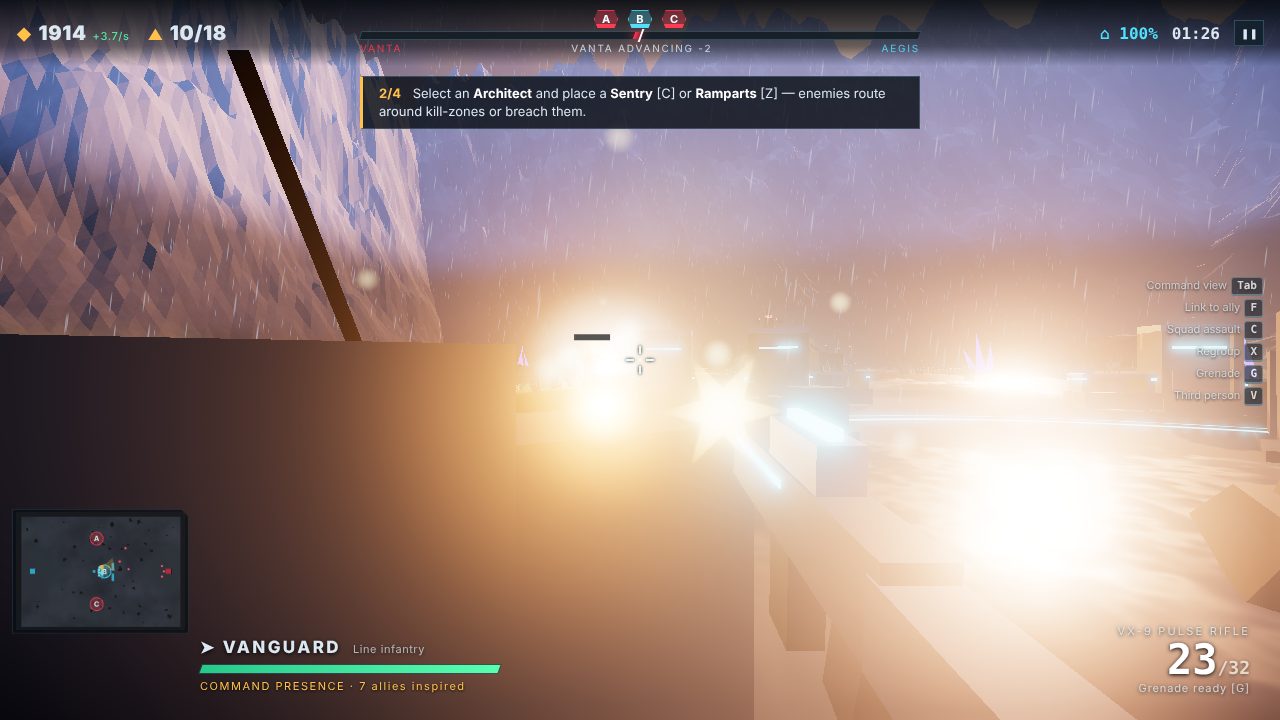 1914 +3.7/s 10/18
A B C
100% 01:26
VANTA VANTA ADVANCING -2 AEGIS
2/4 Select an Architect and place a Sentry [C] or Ramparts [Z] — enemies route
around kill-zones or breach them.
Command view Tab
Link to ally F
Squad assault C
Regroup X
Grenade G
Third person V
A
B
C
VANGUARD Line infantry
COMMAND PRESENCE · 7 allies inspired
VX-9 PULSE RIFLE
23/32
Grenade ready [G]